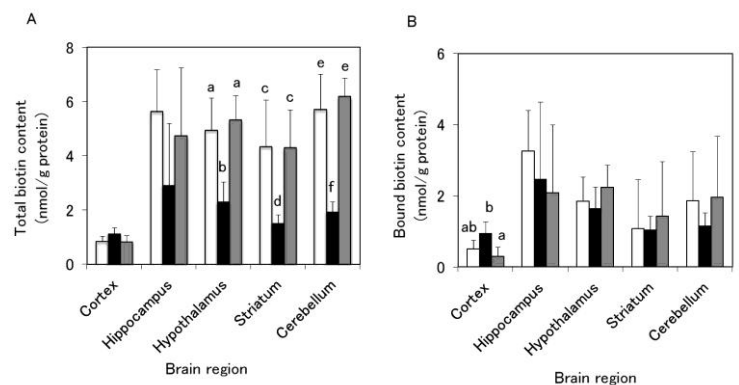 A
Total biotin content
(nmol/g protein)
8
6
4
2
0
a
a
b
c
c
d
e
e
f
Cortex
Hippocampus
Hypothalamus
Striatum
Cerebellum
Brain region
B
Bound biotin content
(nmol/g protein)
6
4
2
0
ab
b
a
Cortex
Hippocampus
Hypothalamus
Striatum
Cerebellum
Brain region